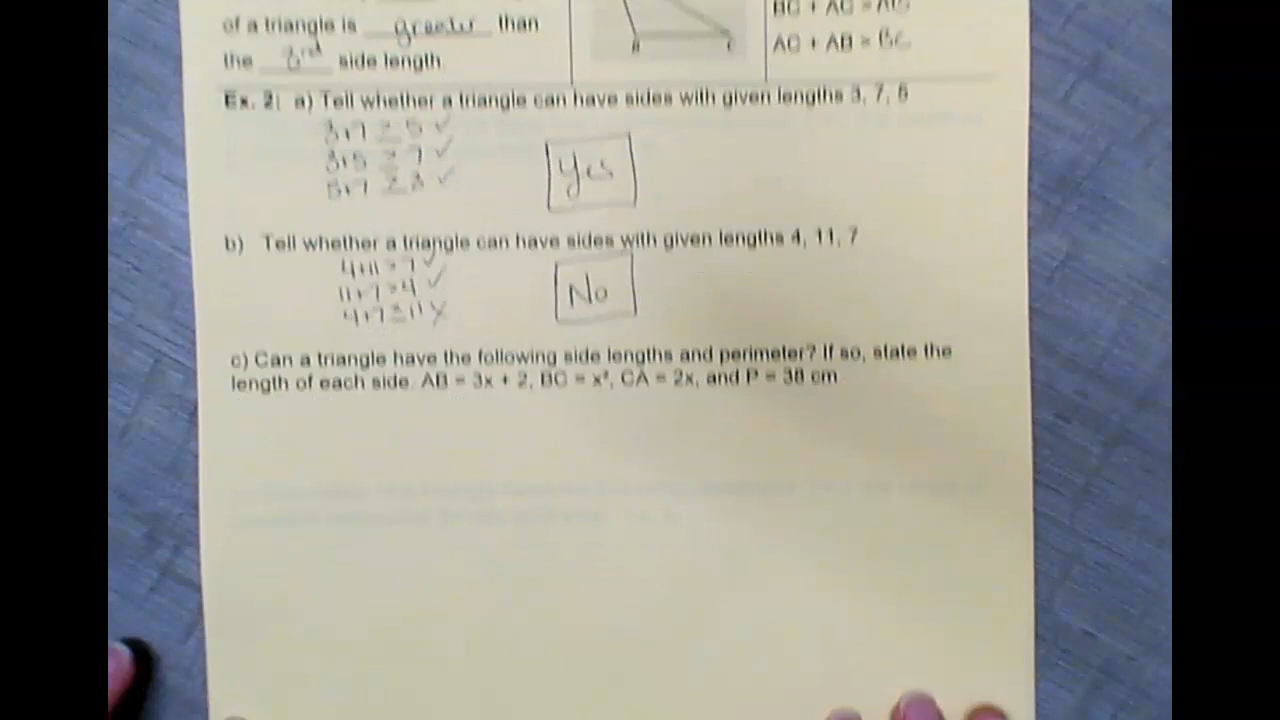 BC + AC > AB
of a triangle is greater than
AC + AB > BC
the 3rd side length.
Ex. 2: a) Tell whether a triangle can have sides with given lengths 3, 7, 5
3+7 > 5 ✓
3+5 > 7 ✓
5+7 > 3 ✓
Yes
b) Tell whether a triangle can have sides with given lengths 4, 11, 7
4+11 > 7 ✓
11+7 > 4 ✓
4+7 > 11 X
No
c) Can a triangle have the following side lengths and perimeter? If so, state the
length of each side. AB = 3x + 2, BC = x², CA = 2x, and P = 38 cm